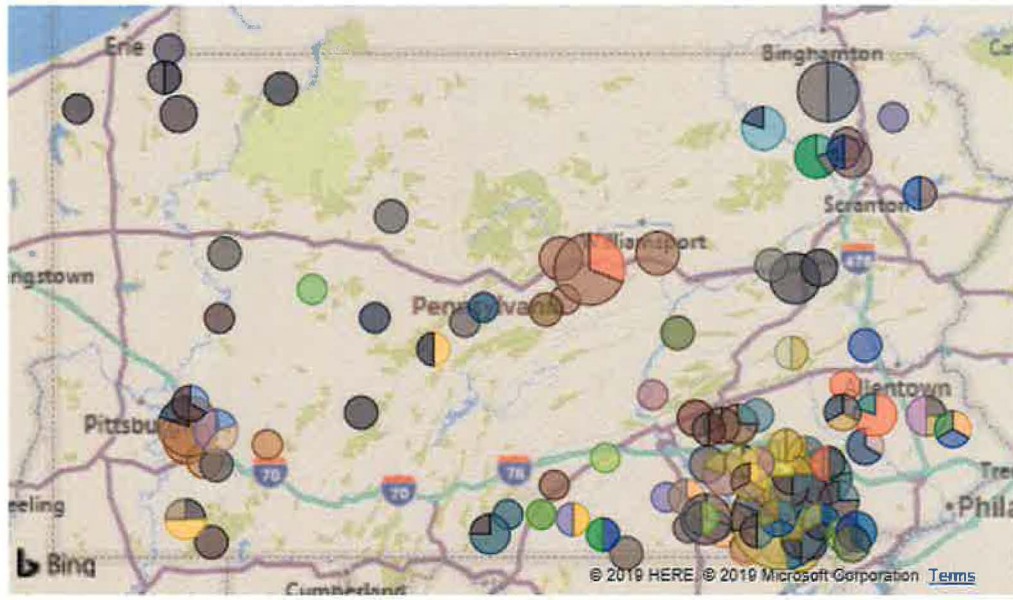 Erie
Binghamton
Scranton
Williamsport
476
ngstown
Pennsylvania
Allentown
Pittsbu
70
70
76
Tre
eeling
Phila
Bing
© 2019 HERE, © 2019 Microsoft Corporation Terms
Cumberland